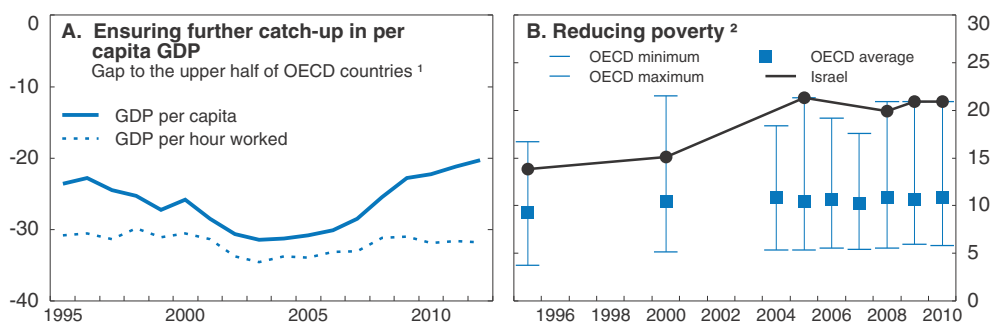 A. Ensuring further catch-up in per
capita GDP
Gap to the upper half of OECD countries ¹
GDP per capita
GDP per hour worked
0
-10
-20
-30
-40
1995
2000
2005
2010
B. Reducing poverty ²
OECD minimum
OECD maximum
OECD average
Israel
30
25
20
15
10
5
0
1996
1998
2000
2002
2004
2006
2008
2010